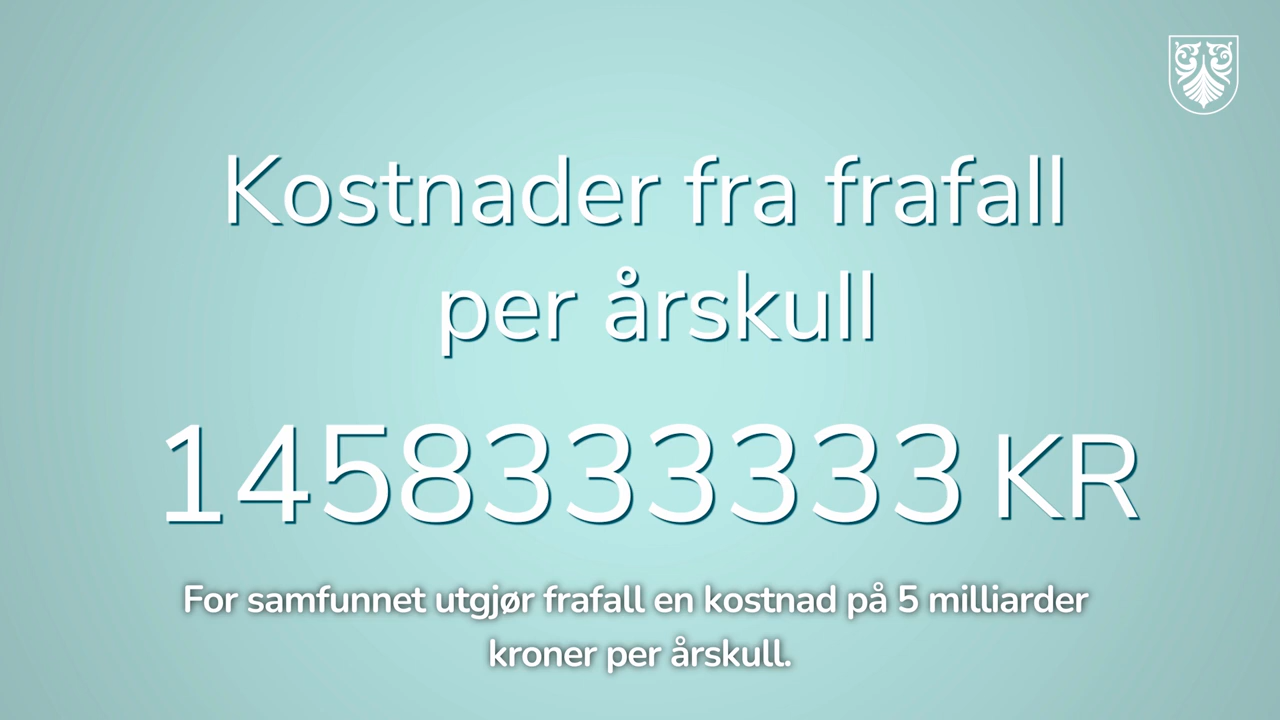 Kostnader fra frafall
per årskull
1458333333 KR
For samfunnet utgjør frafall en kostnad på 5 milliarder
kroner per årskull.